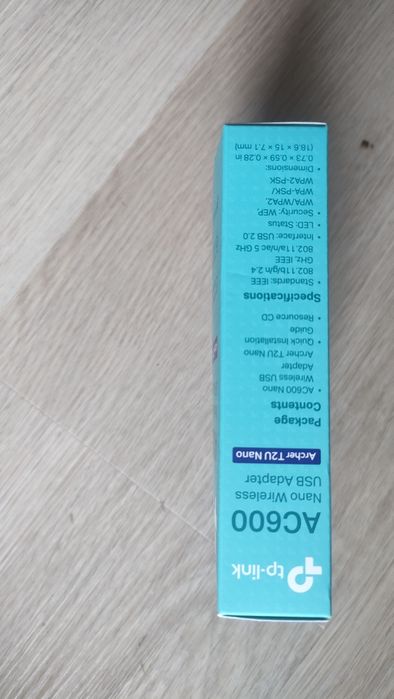 tp-link
AC600
Nano Wireless
USB Adapter
Archer T2U Nano
Package
Contents
• AC600 Nano
Wireless USB
Adapter
Archer T2U Nano
• Quick Installation
Guide
• Resource CD
Specifications
• Standards: IEEE
802.11b/g/n 2.4
GHz, IEEE
802.11a/n/ac 5 GHz
• Interface: USB 2.0
• LED: Status
• Security: WEP,
WPA/WPA2,
WPA-PSK/
WPA2-PSK
• Dimensions:
0.73 × 0.59 × 0.28 in
(18.6 × 15 × 7.1 mm)